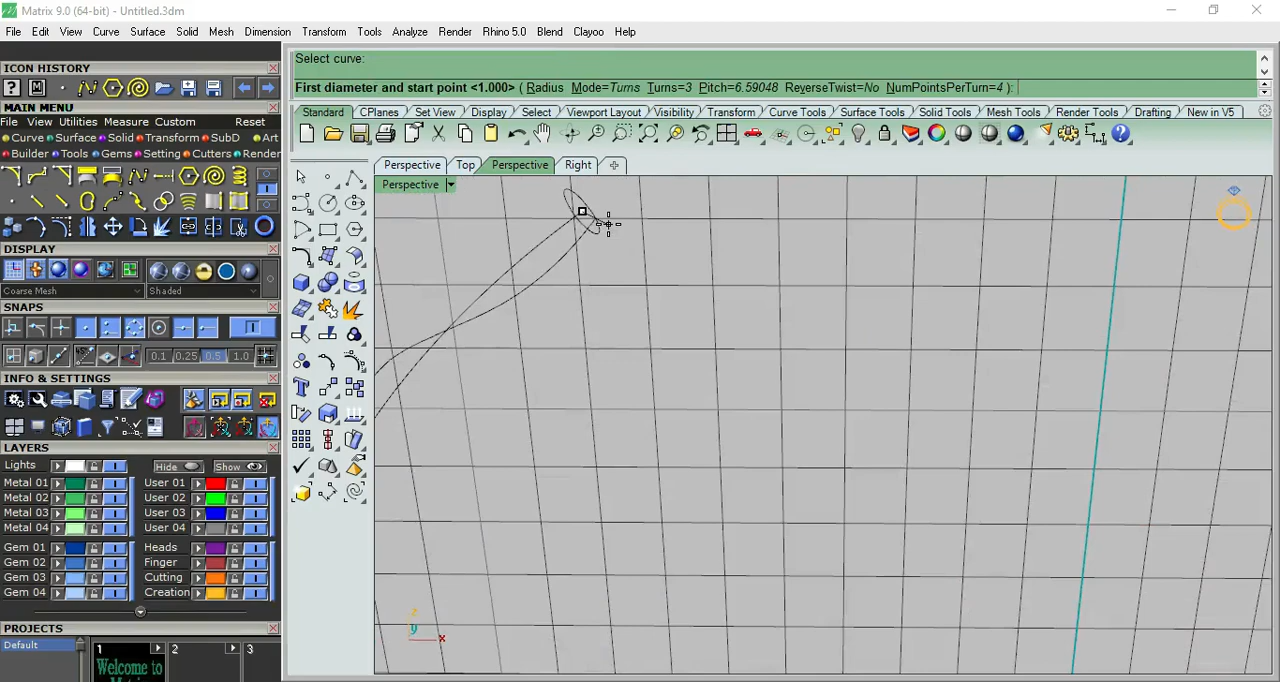 Matrix 9.0 (64-bit) - Untitled.3dm
File Edit View Curve Surface Solid Mesh Dimension Transform Tools Analyze Render Rhino 5.0 Blend Clayoo Help
Select curve:
First diameter and start point <1.000> ( Radius Mode=Turns Turns=3 Pitch=6.59048 ReverseTwist=No NumPointsPerTurn=4 ):
ICON HISTORY
MAIN MENU
File View Utilities Measure Custom Reset
Curve Surface Solid Transform SubD Art
Builder Tools Gems Setting Cutters Render
DISPLAY
Coarse Mesh Shaded
SNAPS
0.1 0.25 0.5 1.0
INFO & SETTINGS
LAYERS
Lights Hide Show
Metal 01 User 01
Metal 02 User 02
Metal 03 User 03
Metal 04 User 04
Gem 01 Heads
Gem 02 Finger
Gem 03 Cutting
Gem 04 Creation
PROJECTS
Default 1 2 3
Welcome to
Standard CPlanes Set View Display Select Viewport Layout Visibility Transform Curve Tools Surface Tools Solid Tools Mesh Tools Render Tools Drafting New in V5
Perspective Top Perspective Right
Perspective
z
y x